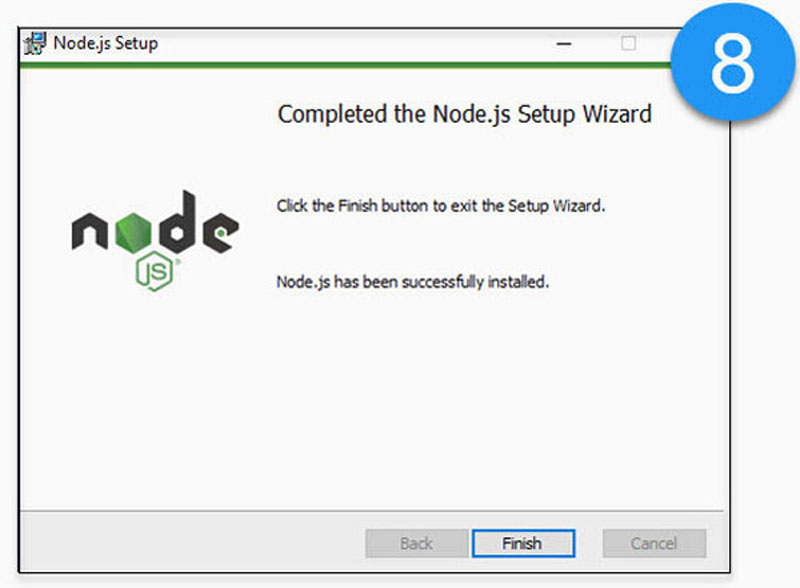 Node.js Setup
8
Completed the Node.js Setup Wizard
Click the Finish button to exit the Setup Wizard.
node
JS
Node.js has been successfully installed.
Back
Finish
Cancel